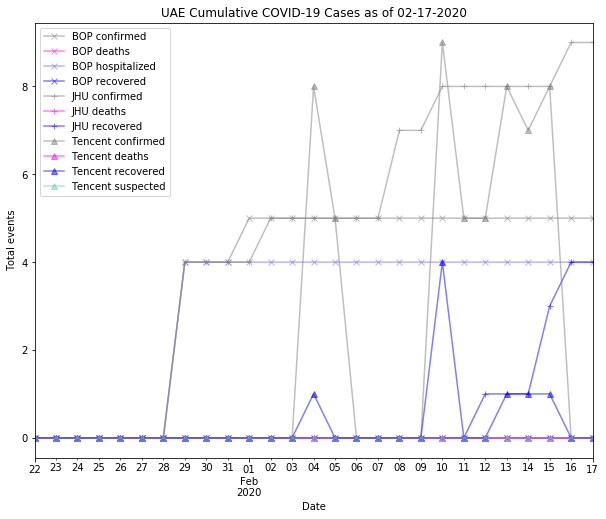 UAE Cumulative COVID-19 Cases as of 02-17-2020
BOP confirmed
BOP deaths
BOP hospitalized
BOP recovered
JHU confirmed
JHU deaths
JHU recovered
Tencent confirmed
Tencent deaths
Tencent recovered
Tencent suspected
Total events
8
6
4
2
0
22 23 24 25 26 27 28 29 30 31 01 02 03 04 05 06 07 08 09 10 11 12 13 14 15 16 17
Feb
2020
Date